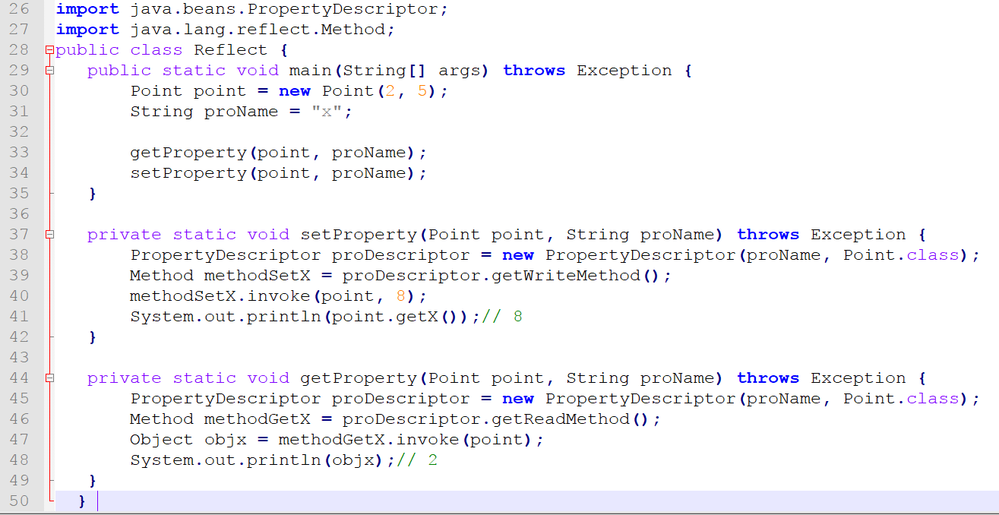 26 import java.beans.PropertyDescriptor;
27 import java.lang.reflect.Method;
28 public class Reflect {
29 public static void main(String[] args) throws Exception {
30 Point point = new Point(2, 5);
31 String proName = "x";
32
33 getProperty(point, proName);
34 setProperty(point, proName);
35 }
36
37 private static void setProperty(Point point, String proName) throws Exception {
38 PropertyDescriptor proDescriptor = new PropertyDescriptor(proName, Point.class);
39 Method methodSetX = proDescriptor.getWriteMethod();
40 methodSetX.invoke(point, 8);
41 System.out.println(point.getX());// 8
42 }
43
44 private static void getProperty(Point point, String proName) throws Exception {
45 PropertyDescriptor proDescriptor = new PropertyDescriptor(proName, Point.class);
46 Method methodGetX = proDescriptor.getReadMethod();
47 Object objx = methodGetX.invoke(point);
48 System.out.println(objx);// 2
49 }
50 }